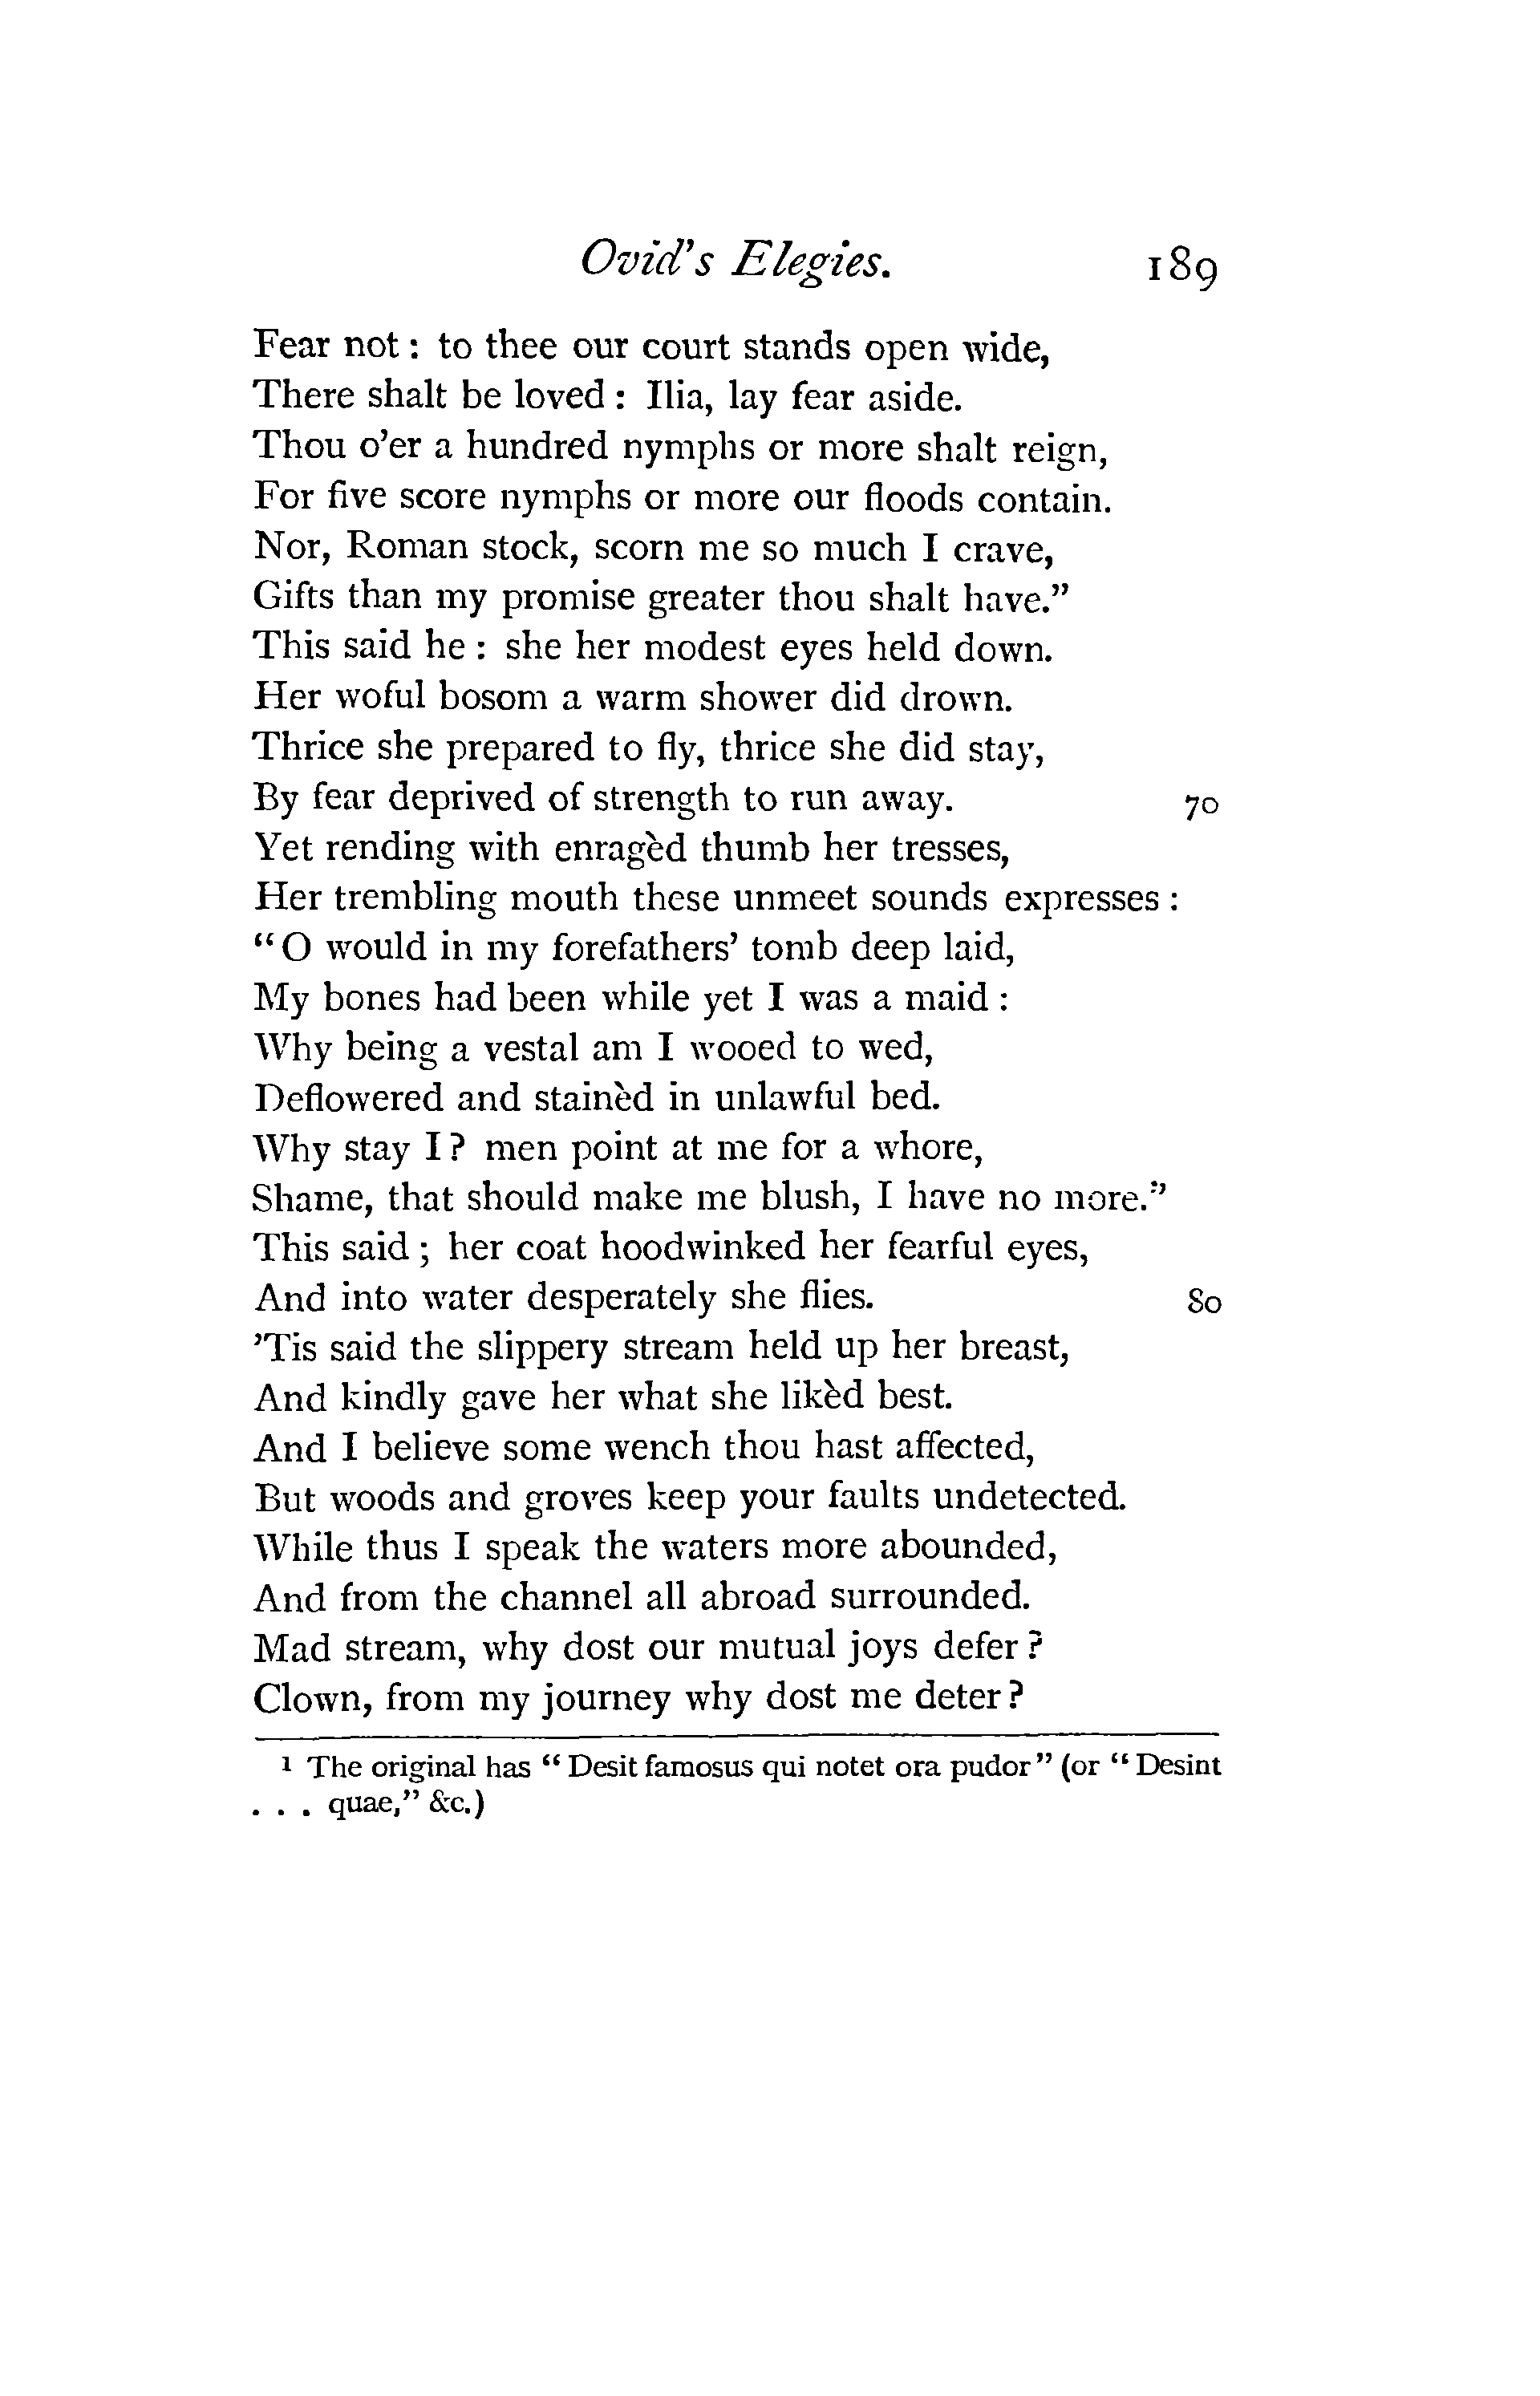 Ovid's Elegies. 189
Fear not : to thee our court stands open wide,
There shalt be loved : Ilia, lay fear aside.
Thou o'er a hundred nymphs or more shalt reign,
For five score nymphs or more our floods contain.
Nor, Roman stock, scorn me so much I crave,
Gifts than my promise greater thou shalt have.”
This said he : she her modest eyes held down.
Her woful bosom a warm shower did drown.
Thrice she prepared to fly, thrice she did stay,
By fear deprived of strength to run away. 70
Yet rending with enragèd thumb her tresses,
Her trembling mouth these unmeet sounds expresses :
“O would in my forefathers’ tomb deep laid,
My bones had been while yet I was a maid :
Why being a vestal am I wooed to wed,
Deflowered and stainèd in unlawful bed.
Why stay I ? men point at me for a whore,
Shame, that should make me blush, I have no more.”
This said ; her coat hoodwinked her fearful eyes,
And into water desperately she flies. 80
’Tis said the slippery stream held up her breast,
And kindly gave her what she likèd best.
And I believe some wench thou hast affected,
But woods and groves keep your faults undetected.
While thus I speak the waters more abounded,
And from the channel all abroad surrounded.
Mad stream, why dost our mutual joys defer ?
Clown, from my journey why dost me deter ?
¹ The original has “Desit famosus qui notet ora pudor” (or “Desint
. . . quae,” &c.)